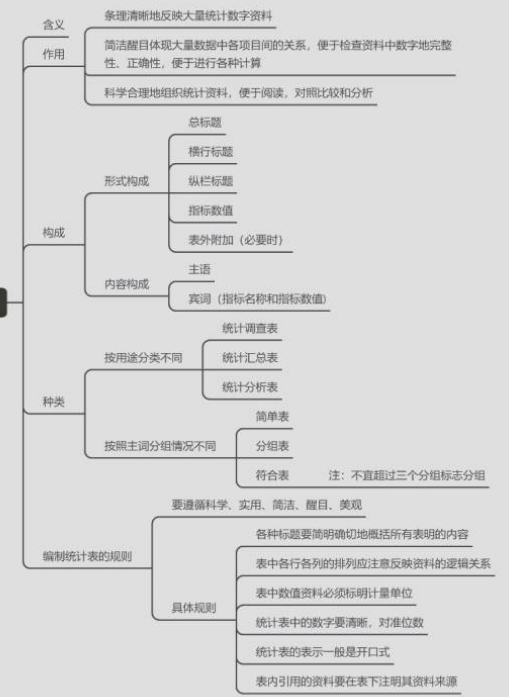 含义
作用
条理清晰地反映大量统计数字资料
简洁醒目体现大量数据中各项目间的关系，便于检查资料中数字地完整
性、正确性，便于进行各种计算
科学合理地组织统计资料，便于阅读，对照比较和分析
构成
形式构成
总标题
横行标题
纵栏标题
指标数值
表外附加（必要时）
内容构成
主语
宾词（指标名称和指标数值)
种类
按用途分类不同
统计调查表
统计汇总表
统计分析表
按照主词分组情况不同
简单表
分组表
符合表 注：不宜超过三个分组标志分组
编制统计表的规则
要遵循科学、实用、简洁、醒目、美观
具体规则
各种标题要简明确切地概括所有表明的内容
表中各行各列的排列应注意反映资料的逻辑关系
表中数值资料必须标明计量单位
统计表中的数字要清晰，对准位数
统计表的表示一般是开口式
表内引用的资料要在表下注明其资料来源